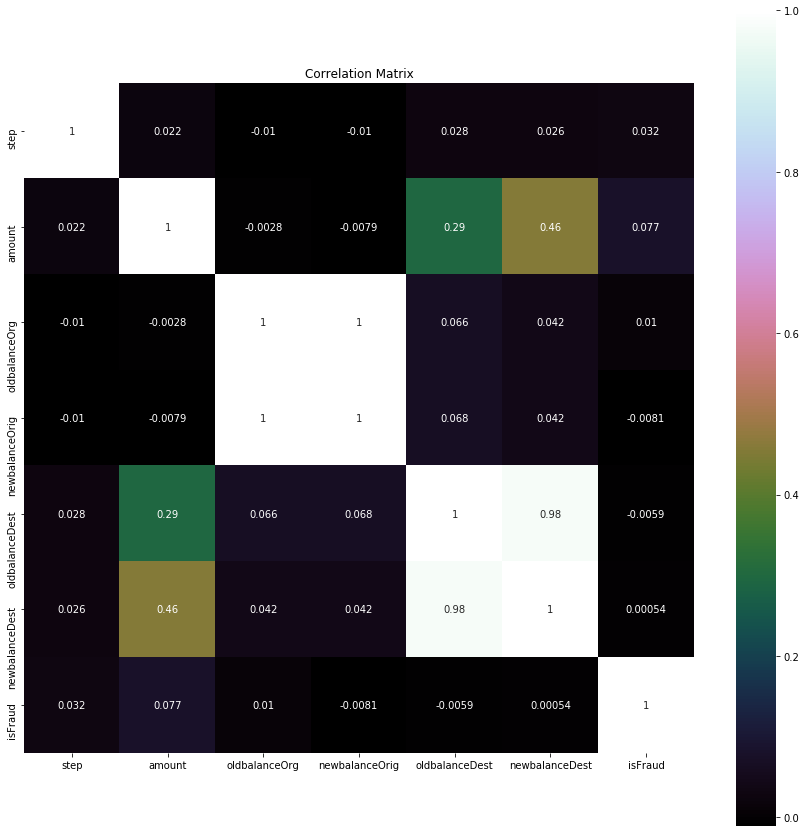 Correlation Matrix
step 1 0.022 -0.01 -0.01 0.028 0.026 0.032
amount 0.022 1 -0.0028 -0.0079 0.29 0.46 0.077
oldbalanceOrg -0.01 -0.0028 1 1 0.066 0.042 0.01
newbalanceOrig -0.01 -0.0079 1 1 0.068 0.042 -0.0081
oldbalanceDest 0.028 0.29 0.066 0.068 1 0.98 -0.0059
newbalanceDest 0.026 0.46 0.042 0.042 0.98 1 0.00054
isFraud 0.032 0.077 0.01 -0.0081 -0.0059 0.00054 1
step amount oldbalanceOrg newbalanceOrig oldbalanceDest newbalanceDest isFraud
1.0
0.8
0.6
0.4
0.2
0.0